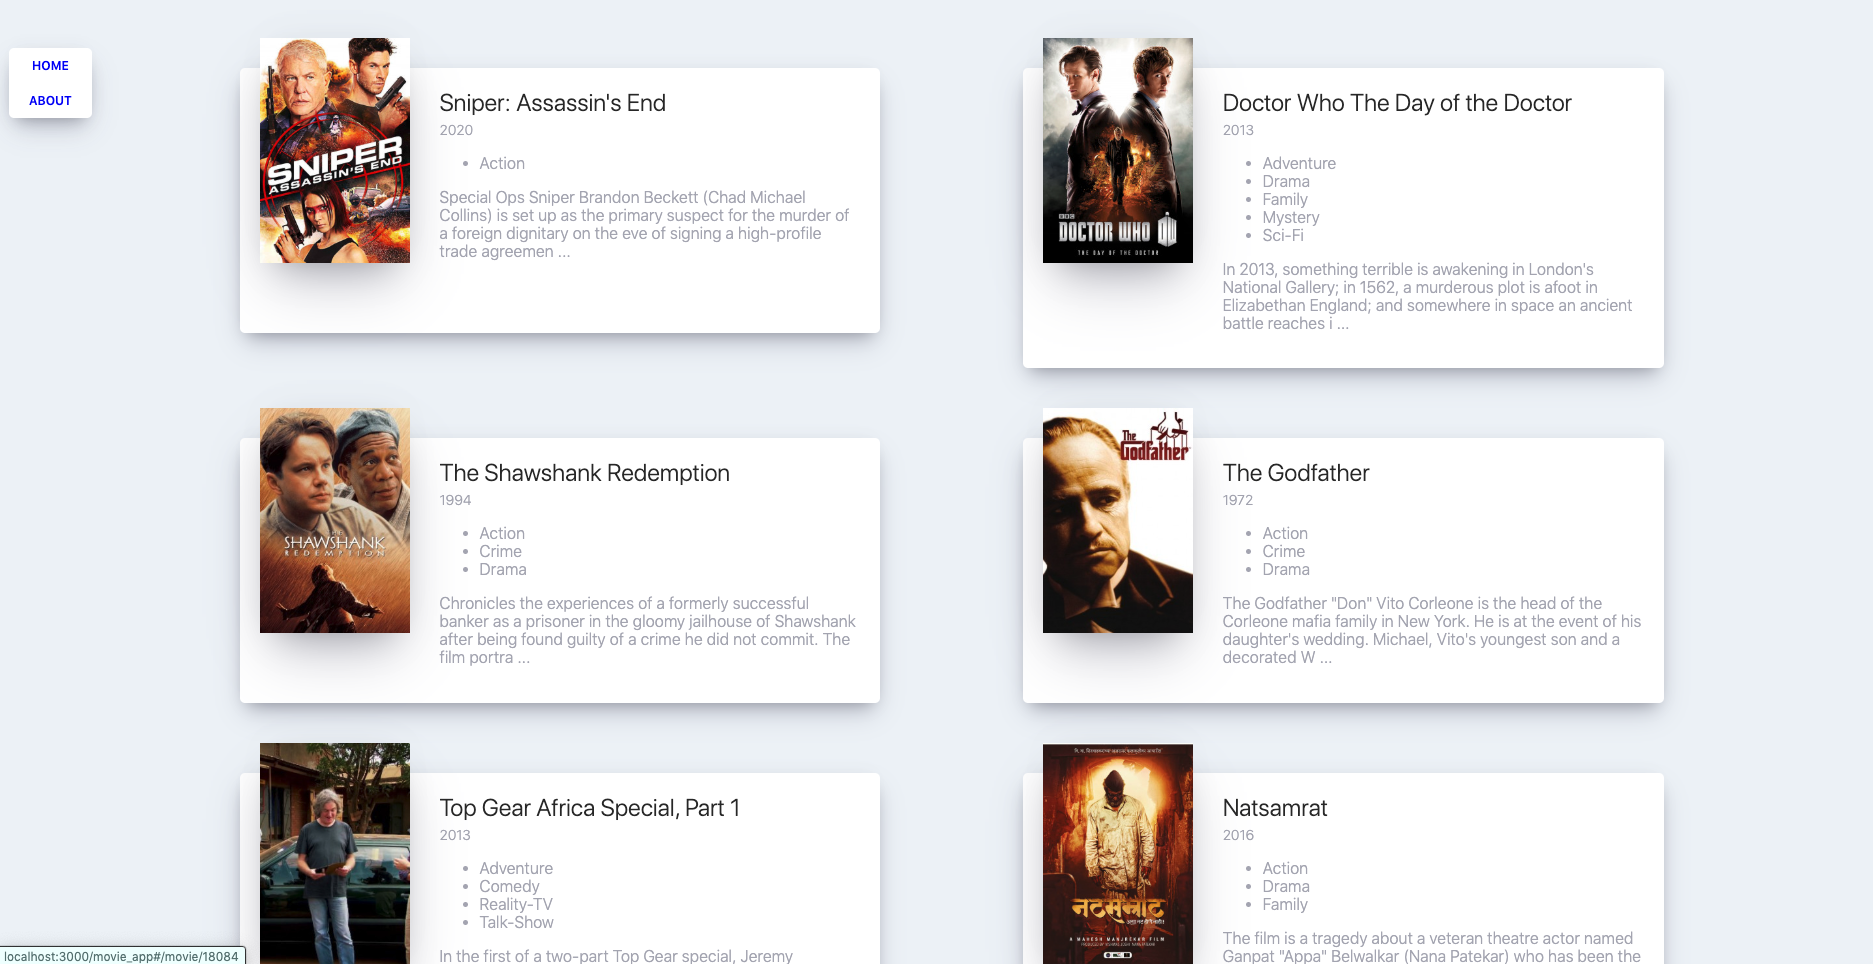 HOME
ABOUT
SNIPER
ASSASSIN'S END
Sniper: Assassin's End
2020
Action
Special Ops Sniper Brandon Beckett (Chad Michael
Collins) is set up as the primary suspect for the murder of
a foreign dignitary on the eve of signing a high-profile
trade agreemen ...
BBC
DOCTOR WHO DW
THE DAY OF THE DOCTOR
Doctor Who The Day of the Doctor
2013
Adventure
Drama
Family
Mystery
Sci-Fi
In 2013, something terrible is awakening in London's
National Gallery; in 1562, a murderous plot is afoot in
Elizabethan England; and somewhere in space an ancient
battle reaches i ...
THE
SHAWSHANK
REDEMPTION
The Shawshank Redemption
1994
Action
Crime
Drama
Chronicles the experiences of a formerly successful
banker as a prisoner in the gloomy jailhouse of Shawshank
after being found guilty of a crime he did not commit. The
film portra ...
The
Godfather
The Godfather
1972
Action
Crime
Drama
The Godfather "Don" Vito Corleone is the head of the
Corleone mafia family in New York. He is at the event of his
daughter's wedding. Michael, Vito's youngest son and a
decorated W ...
Top Gear Africa Special, Part 1
2013
Adventure
Comedy
Reality-TV
Talk-Show
In the first of a two-part Top Gear special, Jeremy
नटसम्राट
A MAHESH MANJREKAR FILM
Natsamrat
2016
Action
Drama
Family
The film is a tragedy about a veteran theatre actor named
Ganpat "Appa" Belwalkar (Nana Patekar) who has been the
localhost:3000/movie_app#/movie/18084